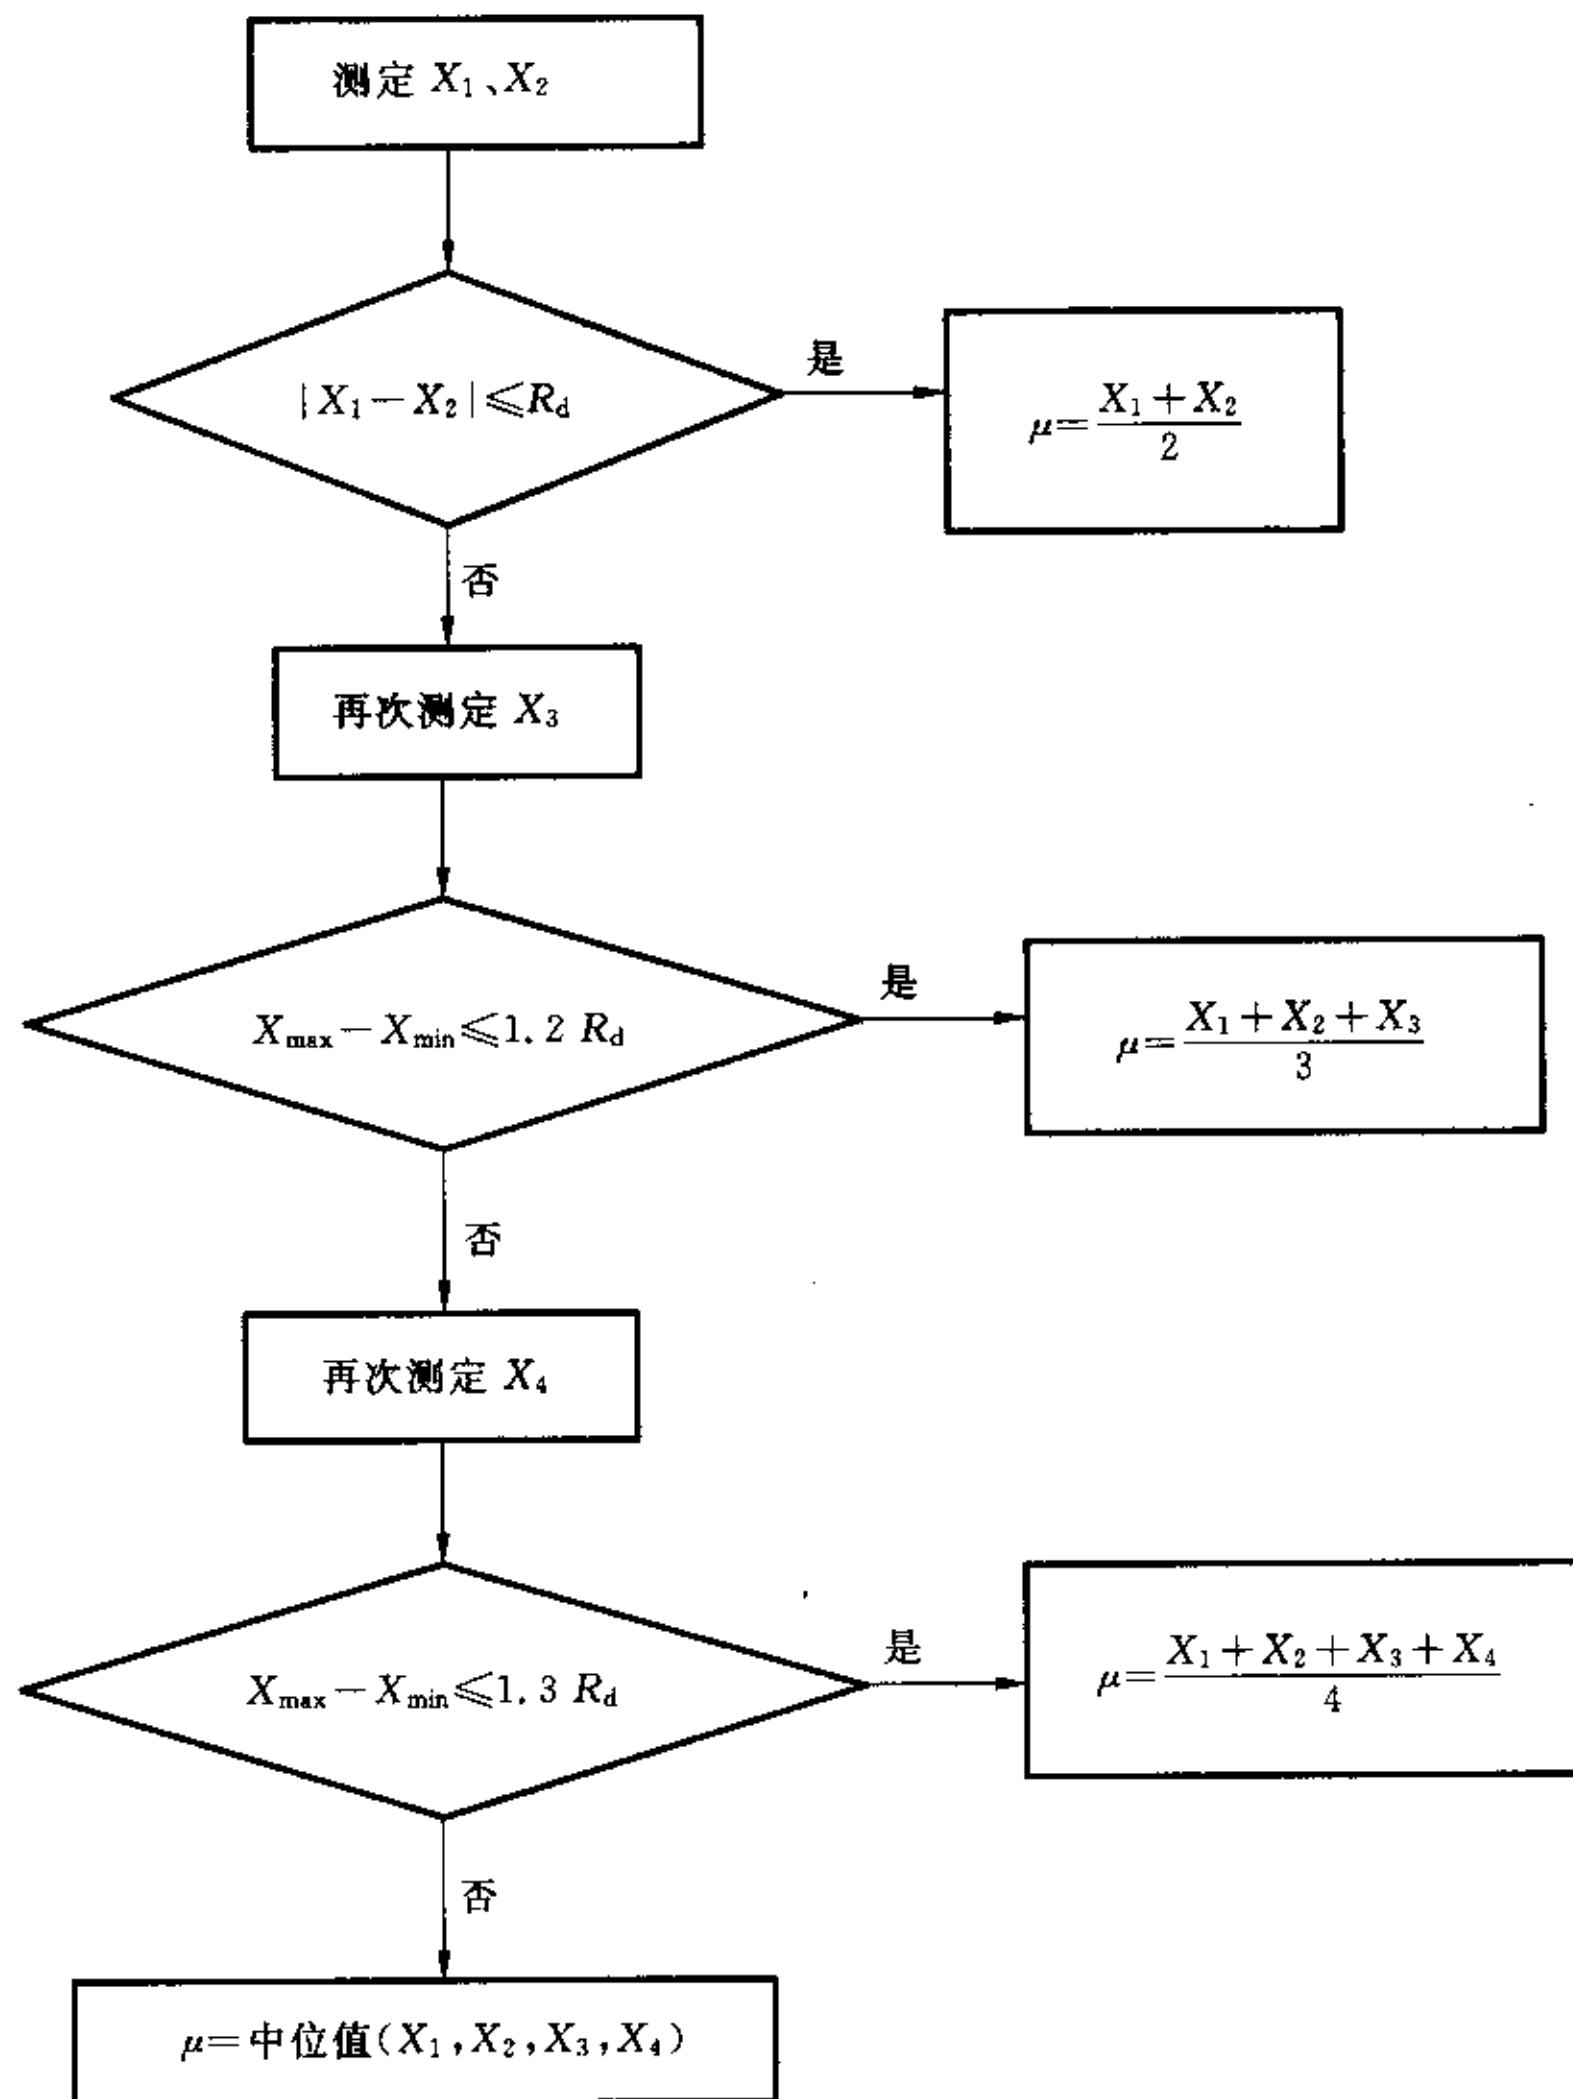 测定 X₁、X₂
|X₁－X₂|⩽R_d
是
μ＝(X₁＋X₂)/2
否
再次测定 X₃
X_max－X_min⩽1.2 R_d
是
μ＝(X₁＋X₂＋X₃)/3
否
再次测定 X₄
X_max－X_min⩽1.3 R_d
是
μ＝(X₁＋X₂＋X₃＋X₄)/4
否
μ＝中位值(X₁,X₂,X₃,X₄)